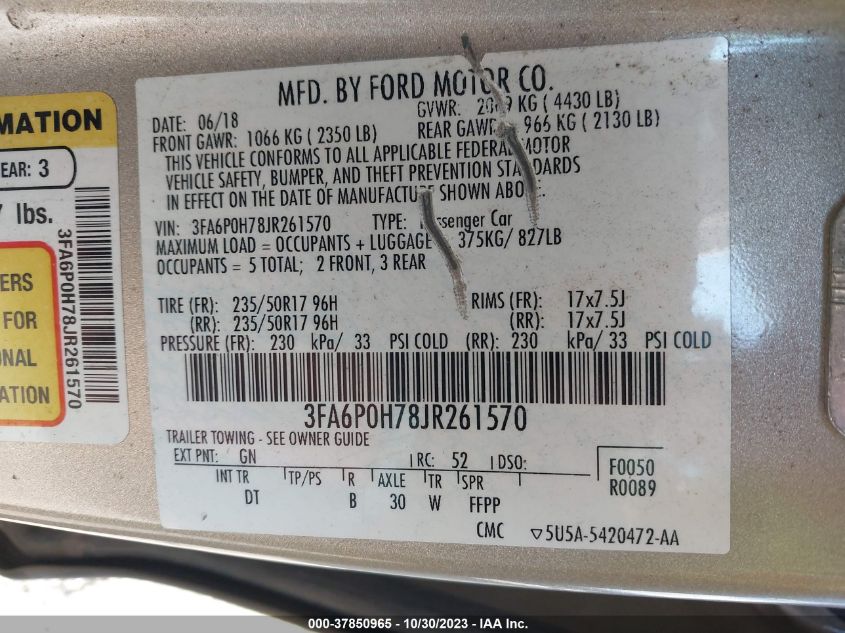 MATION
EAR: 3
lbs.
ERS
FOR
NAL
ATION
3FA6P0H78JR261570
MFD. BY FORD MOTOR CO.
DATE: 06/18
GVWR: KG ( 4430 LB)
FRONT GAWR: 1066 KG ( 2350 LB)
REAR GAWR 966 KG ( 2130 LB)
THIS VEHICLE CONFORMS TO ALL APPLICABLE FEDERAL MOTOR
VEHICLE SAFETY, BUMPER, AND THEFT PREVENTION STANDARDS
IN EFFECT ON THE DATE OF MANUFACTURE SHOWN ABOVE.
VIN: 3FA6P0H78JR261570 TYPE: Passenger Car
MAXIMUM LOAD = OCCUPANTS + LUGGAGE 375KG/ 827LB
OCCUPANTS = 5 TOTAL; 2 FRONT, 3 REAR
TIRE (FR): 235/50R17 96H RIMS (FR): 17x7.5J
(RR): 235/50R17 96H (RR): 17x7.5J
PRESSURE (FR): 230 kPa/ 33 PSI COLD (RR): 230 kPa/ 33 PSI COLD
3FA6P0H78JR261570
TRAILER TOWING - SEE OWNER GUIDE
EXT PNT: GN RC: 52 DSO:
F0050
R0089
INT TR TP/PS R AXLE TR SPR
DT B 30 W FFPP
CMC ▽5U5A-5420472-AA
000-37850965 - 10/30/2023 - IAA Inc.